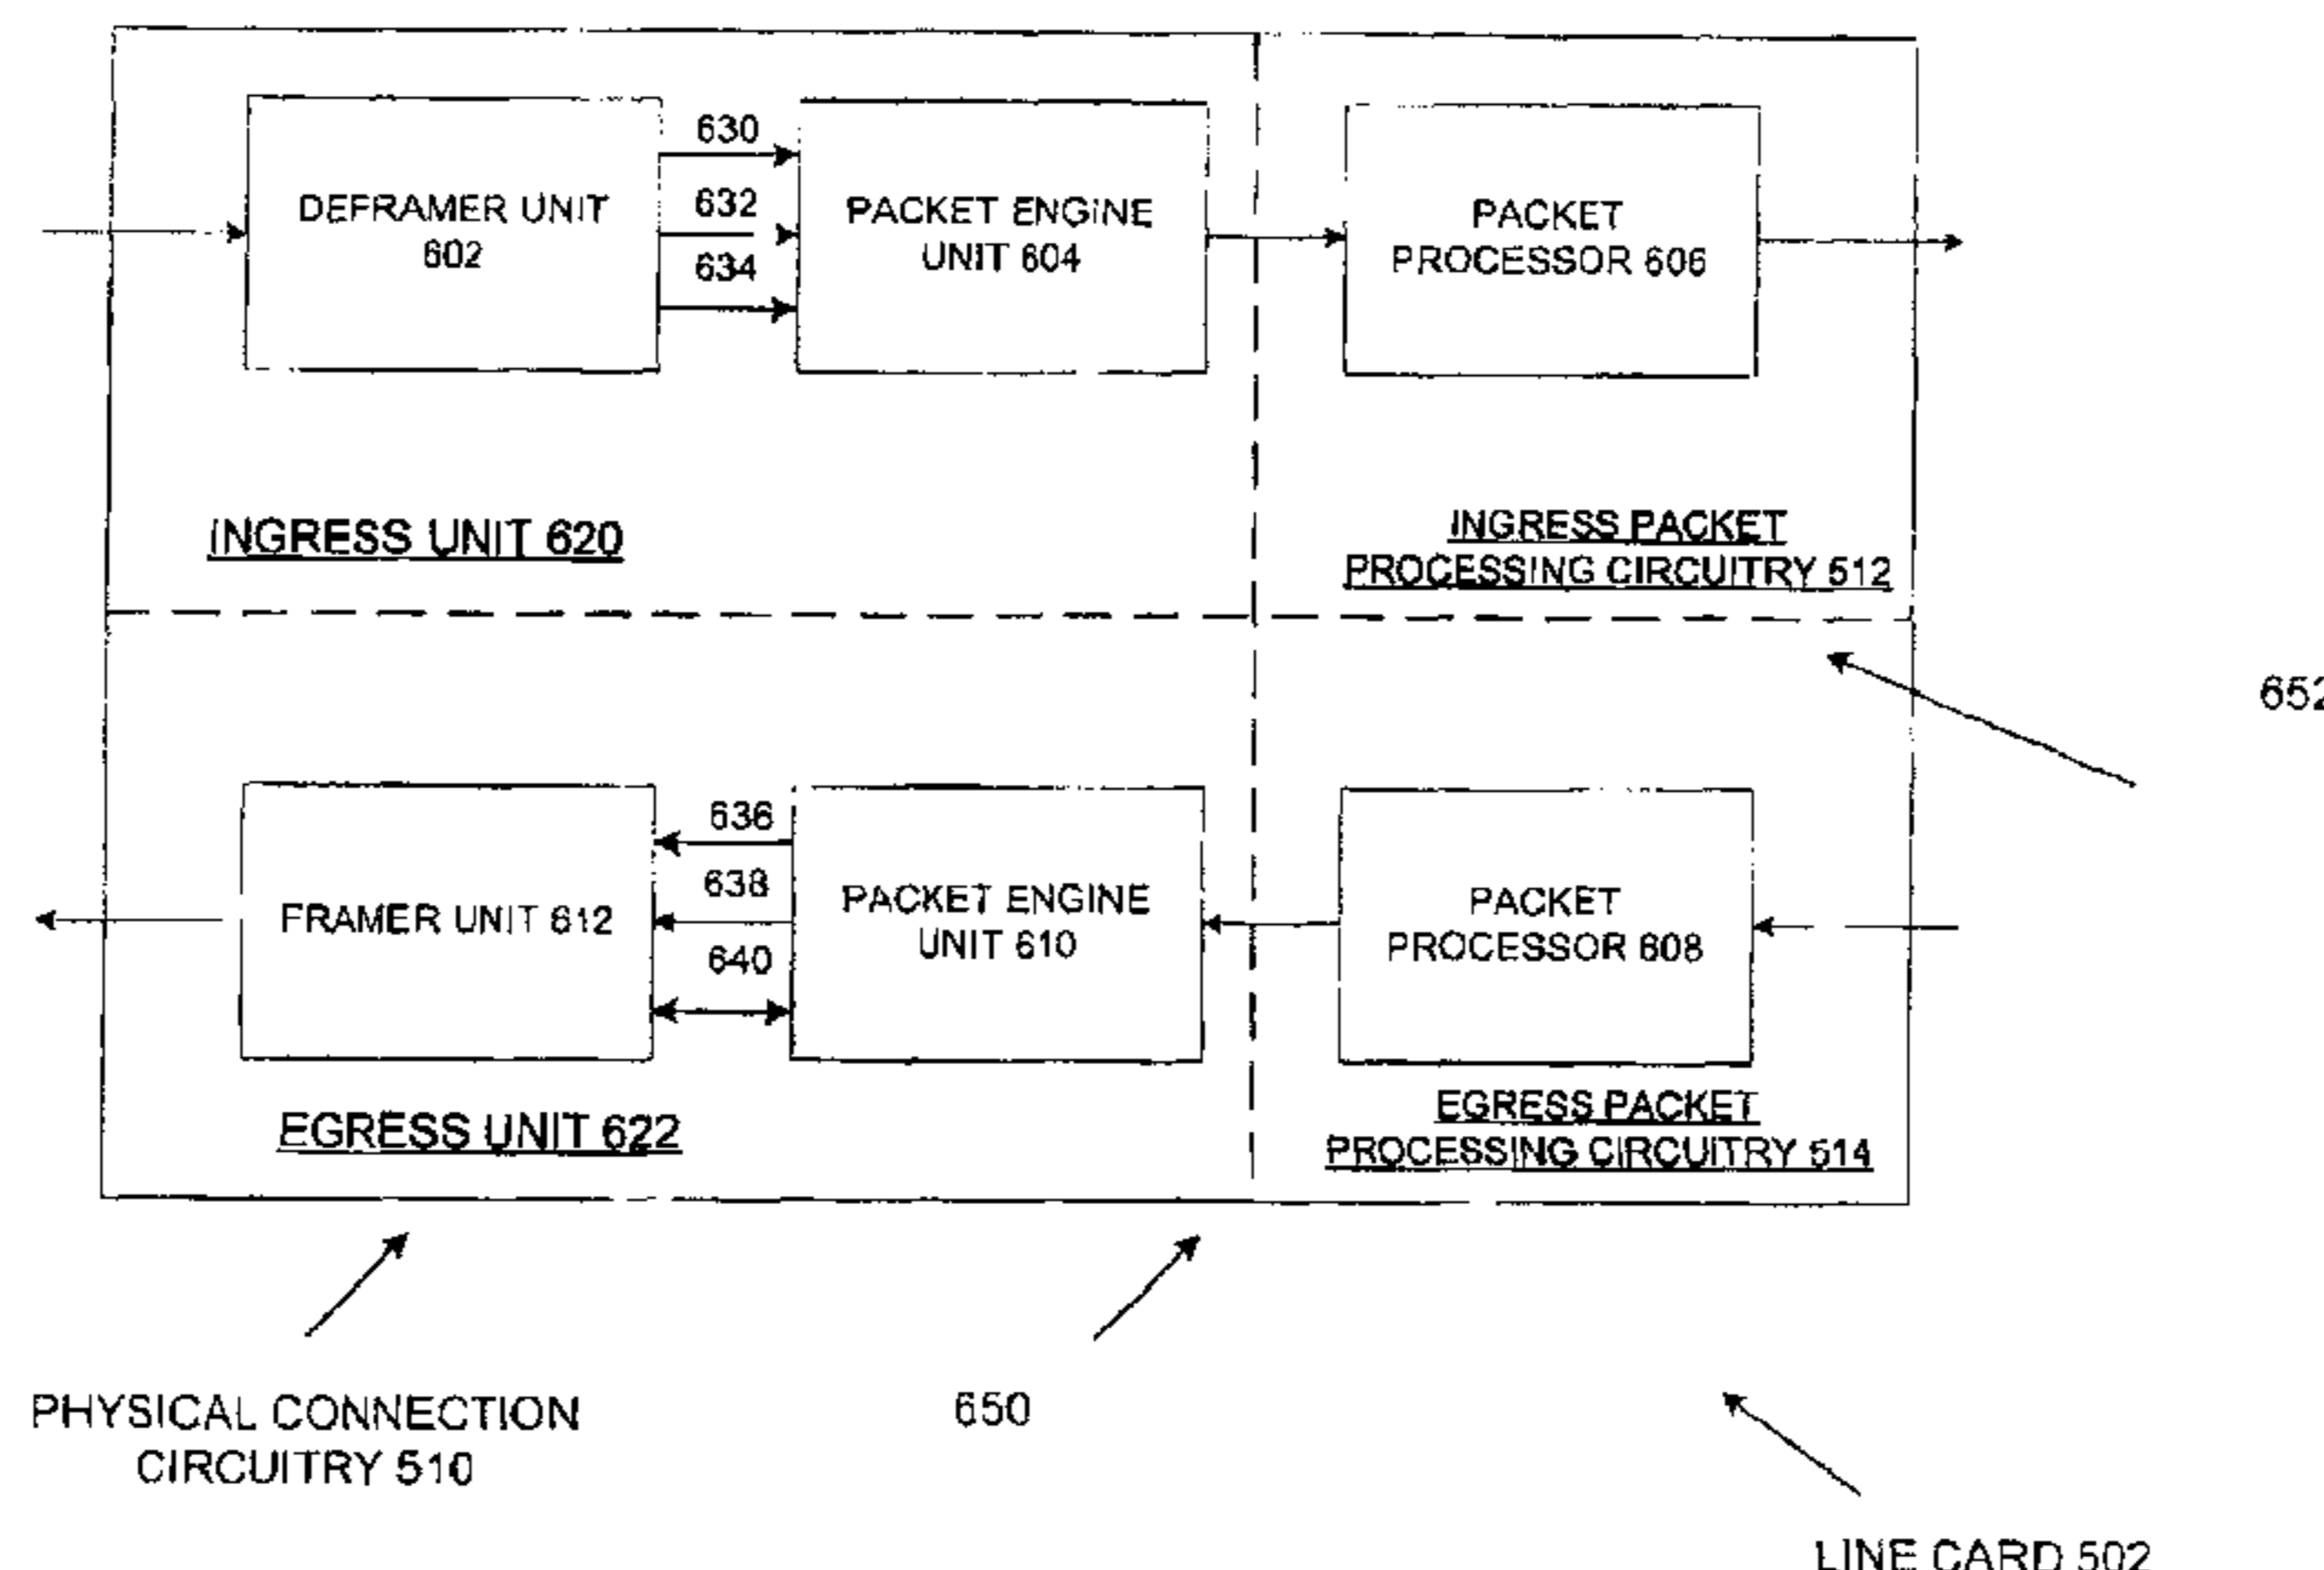 630
DEFRAMER UNIT
602
632
634
PACKET ENGINE
UNIT 604
PACKET
PROCESSOR 606
INGRESS UNIT 620
INGRESS PACKET
PROCESSING CIRCUITRY 512
652
FRAMER UNIT 612
636
638
640
PACKET ENGINE
UNIT 610
PACKET
PROCESSOR 608
EGRESS UNIT 622
EGRESS PACKET
PROCESSING CIRCUITRY 514
PHYSICAL CONNECTION
CIRCUITRY 510
650
LINE CARD 502